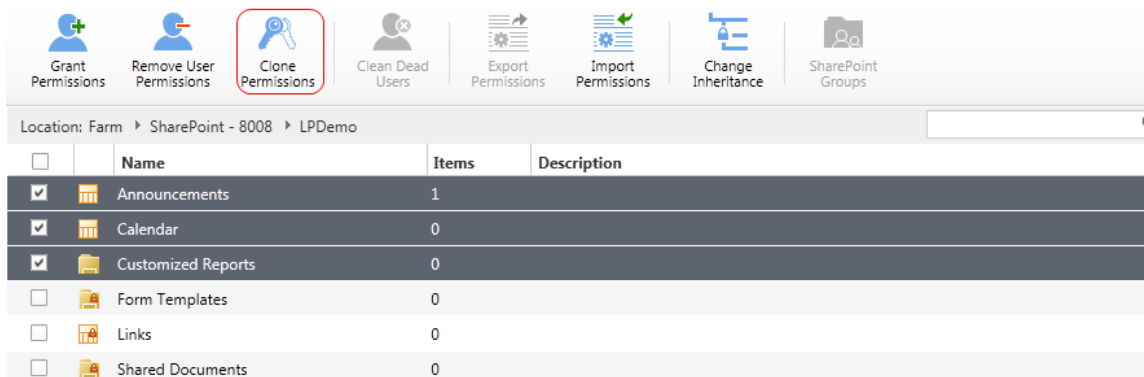 Grant Permissions
Remove User Permissions
Clone Permissions
Clean Dead Users
Export Permissions
Import Permissions
Change Inheritance
SharePoint Groups
Location: Farm SharePoint - 8008 LPDemo
Name Items Description
Announcements 1
Calendar 0
Customized Reports 0
Form Templates 0
Links 0
Shared Documents 0